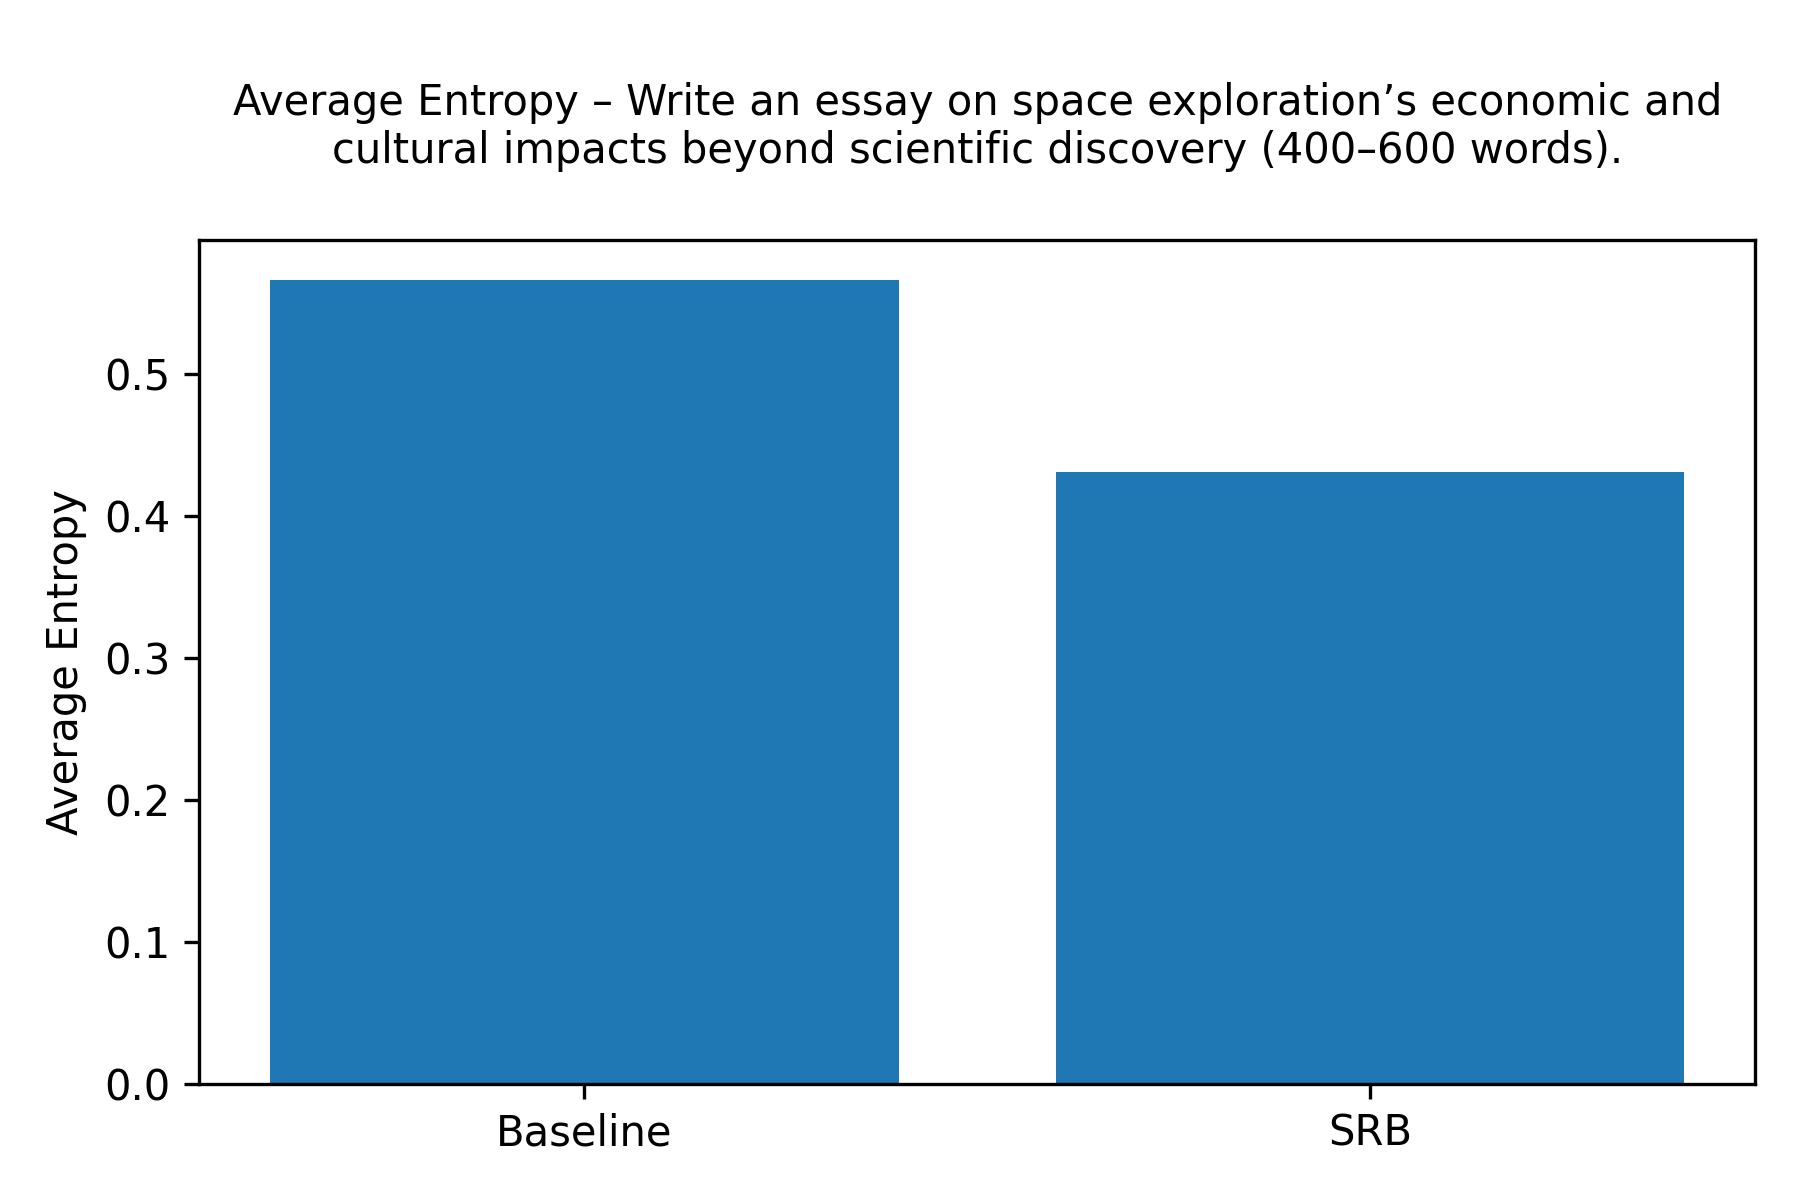 Average Entropy – Write an essay on space exploration’s economic and
cultural impacts beyond scientific discovery (400–600 words).
0.5
0.4
0.3
0.2
0.1
0.0
Average Entropy
Baseline
SRB